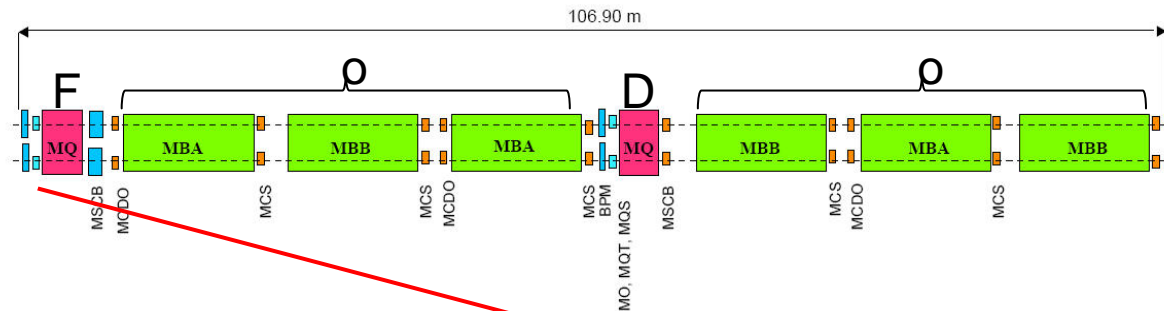 106.90 m
F
O
D
O
MQ
MBA
MBB
MBA
MQ
MBB
MBA
MBB
MSCB
MCDO
MCS
MCS
MCDO
MCS
BPM
MO, MQT, MQS
MSCB
MCS
MCDO
MCS